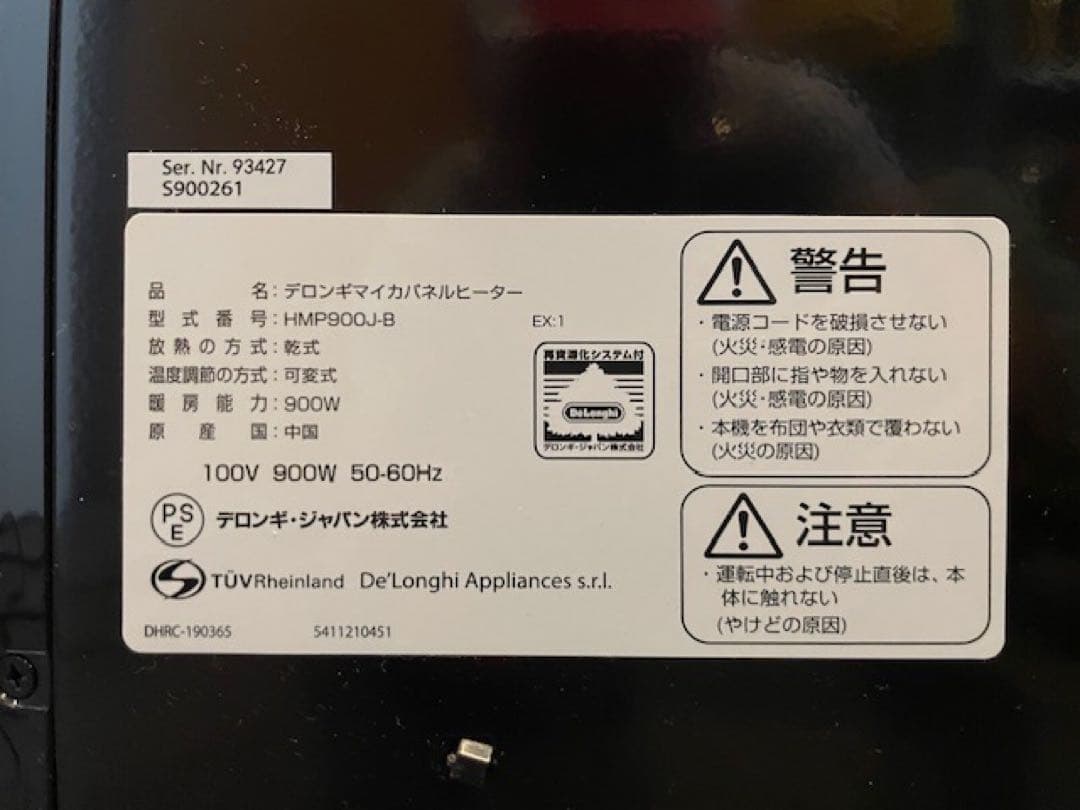 Ser. Nr. 93427
S900261
品名:デロンギマイカパネルヒーター
型式番号:HMP900J-B
放熱の方式:乾式
温度調節の方式:可変式
暖房能力:900W
原産国:中国
100V 900W 50-60Hz
PS
E
デロンギ・ジャパン株式会社
TÜVRheinland De'Longhi Appliances s.r.l.
DHRC-190365 5411210451
EX:1
再資源化システム付
DeLonghi
デロンギ・ジャパン株式会社
警告
・電源コードを破損させない
(火災・感電の原因)
・開口部に指や物を入れない
(火災・感電の原因)
・本機を布団や衣類で覆わない
(火災の原因)
注意
・運転中および停止直後は、本
体に触れない
(やけどの原因)